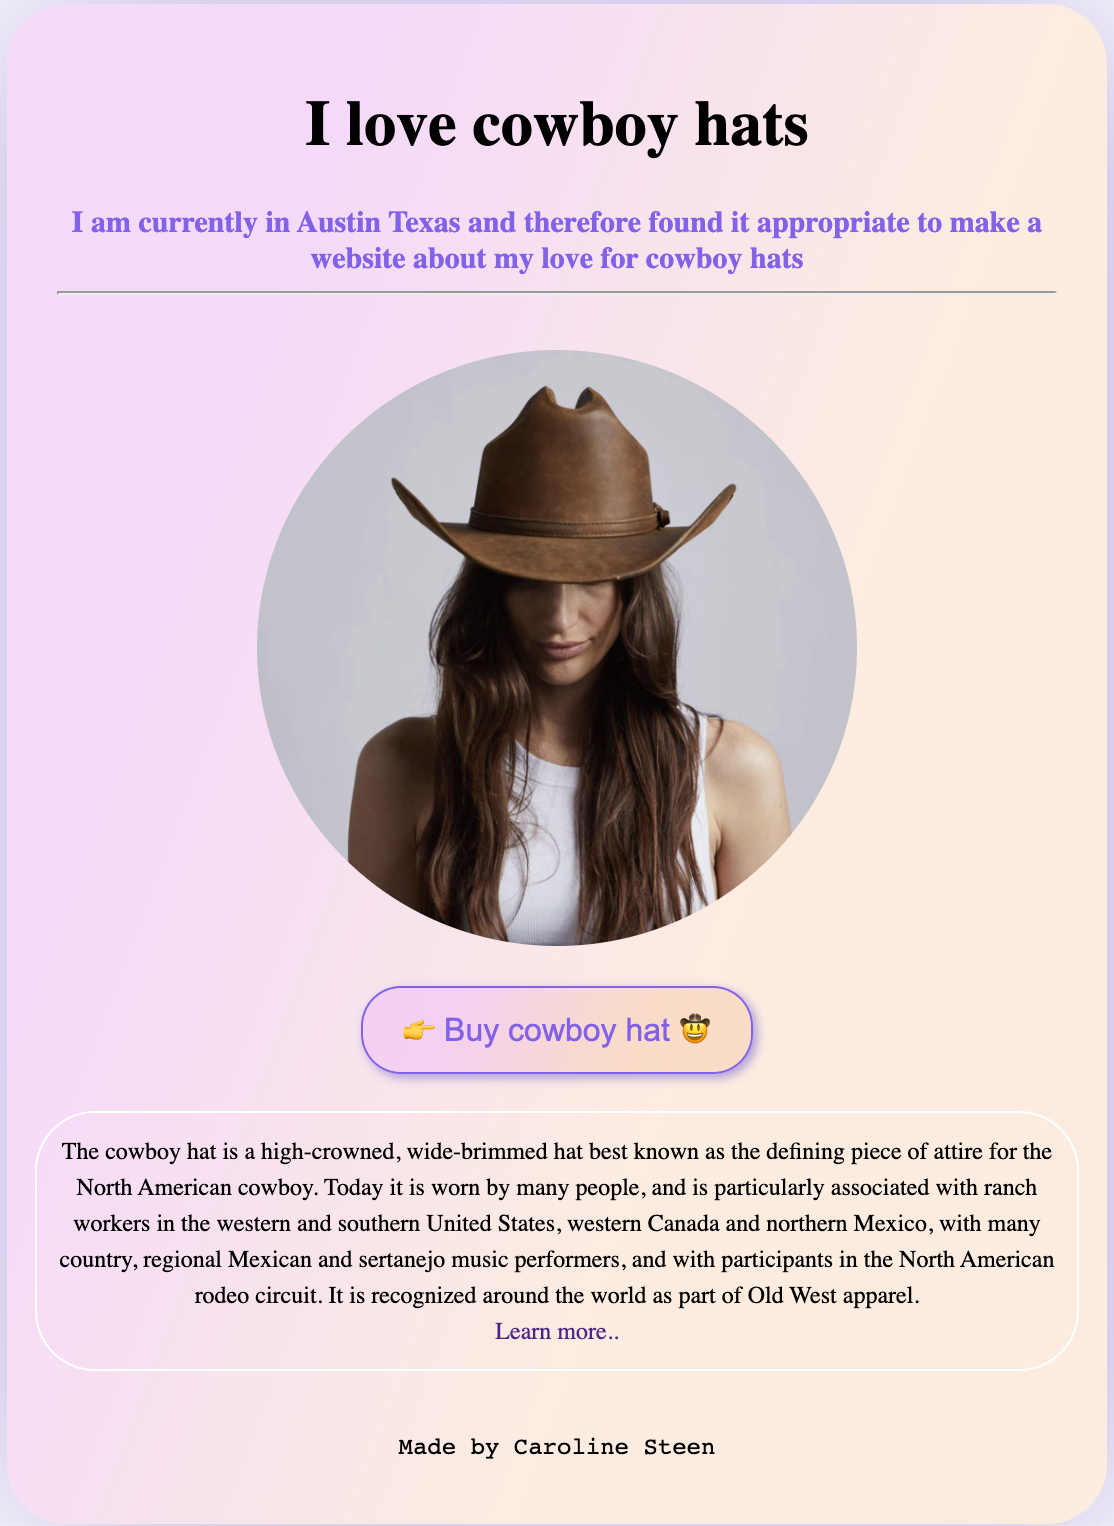 I love cowboy hats
I am currently in Austin Texas and therefore found it appropriate to make a
website about my love for cowboy hats
👉 Buy cowboy hat 🤠
The cowboy hat is a high-crowned, wide-brimmed hat best known as the defining piece of attire for the
North American cowboy. Today it is worn by many people, and is particularly associated with ranch
workers in the western and southern United States, western Canada and northern Mexico, with many
country, regional Mexican and sertanejo music performers, and with participants in the North American
rodeo circuit. It is recognized around the world as part of Old West apparel.
Learn more..
Made by Caroline Steen